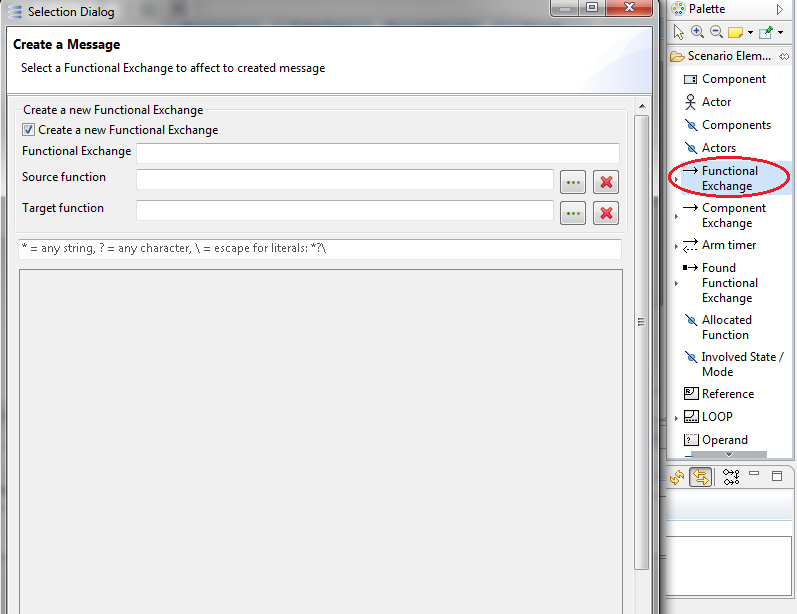 Selection Dialog
Create a Message
Select a Functional Exchange to affect to created message
Create a new Functional Exchange
Create a new Functional Exchange
Functional Exchange
Source function
Target function
* = any string, ? = any character, \ = escape for literals: *?\
Palette
Scenario Elem...
Component
Actor
Components
Actors
Functional
Exchange
Component
Exchange
Arm timer
Found
Functional
Exchange
Allocated
Function
Involved State /
Mode
Reference
LOOP
Operand